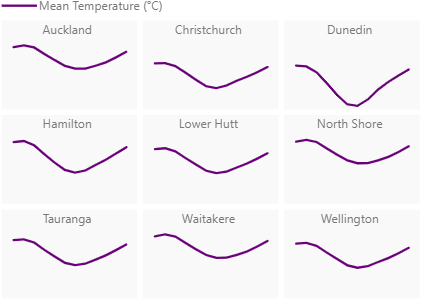 Mean Temperature (°C)
Auckland
Christchurch
Dunedin
Hamilton
Lower Hutt
North Shore
Tauranga
Waitakere
Wellington